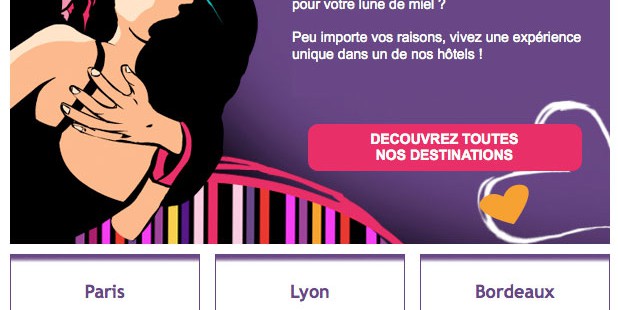 pour votre lune de miel ?
Peu importe vos raisons, vivez une expérience
unique dans un de nos hôtels !
DECOUVREZ TOUTES
NOS DESTINATIONS
Paris
Lyon
Bordeaux